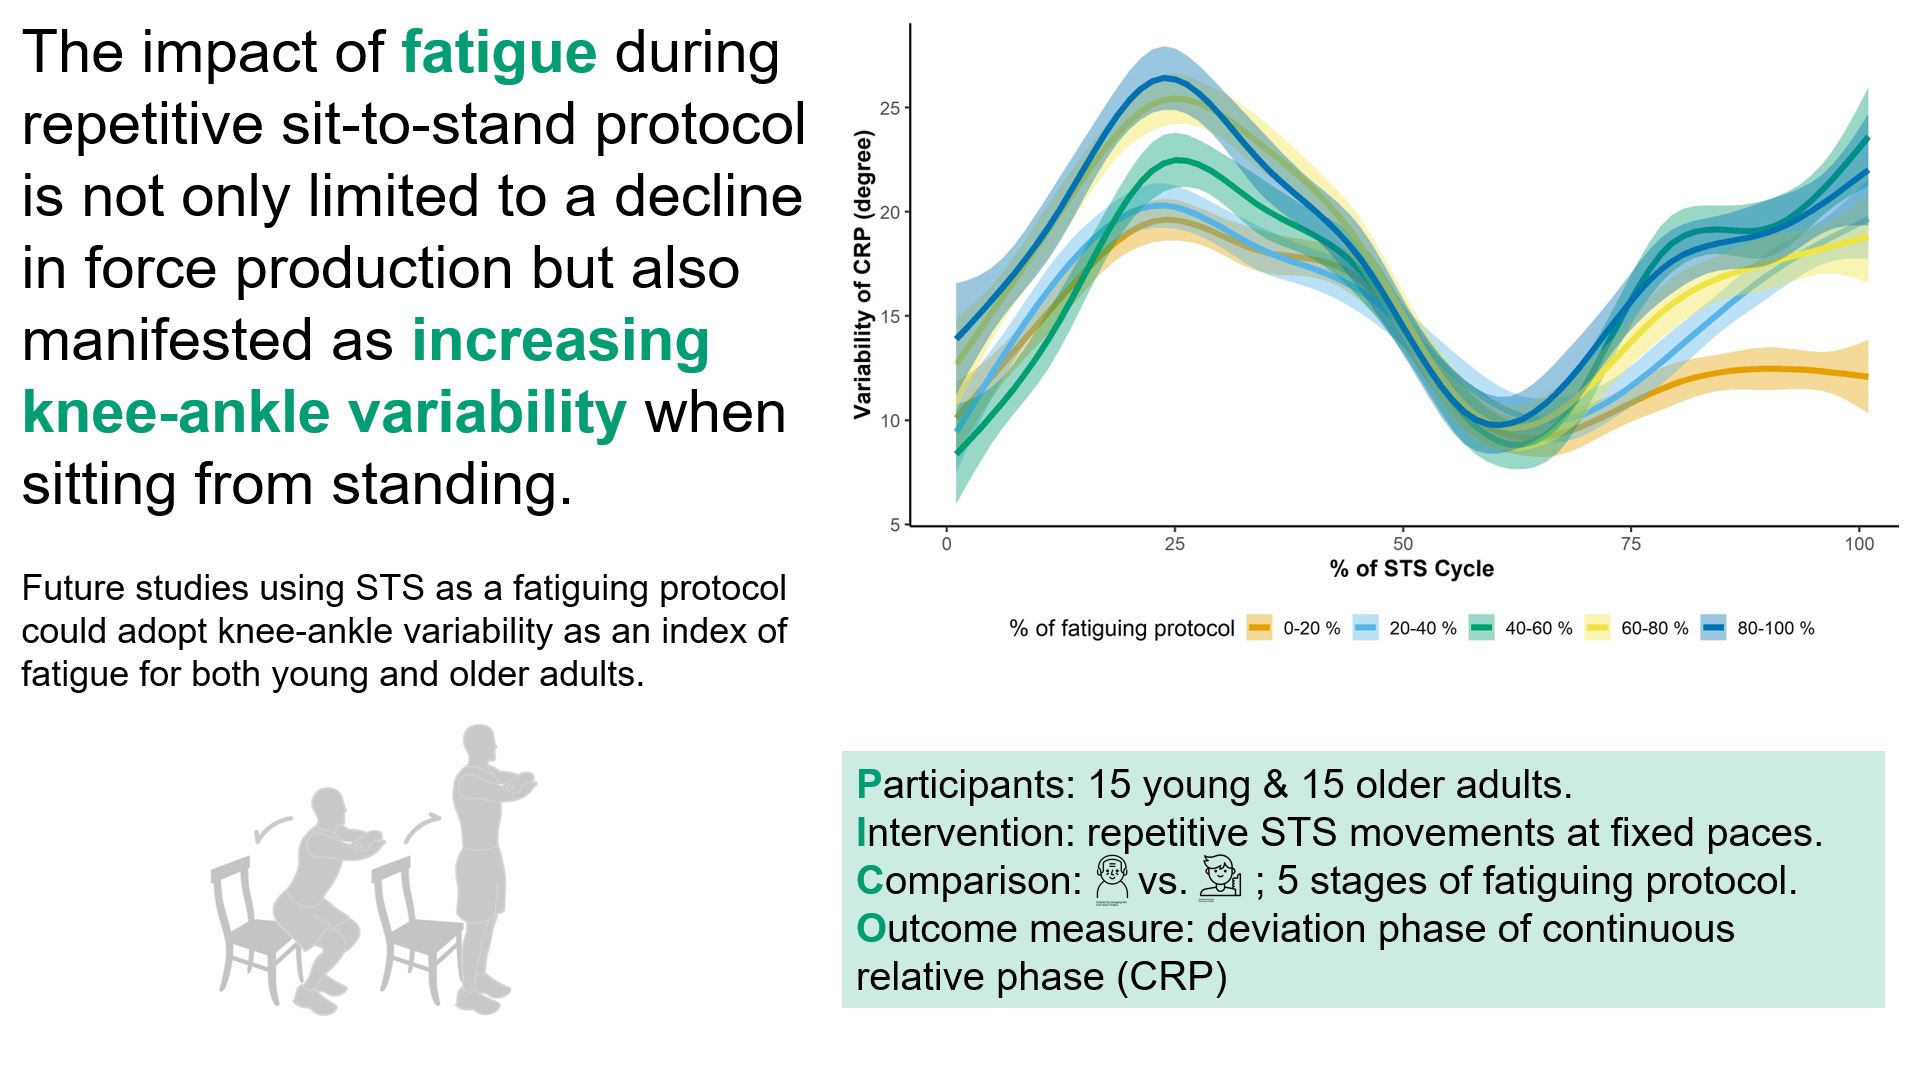 The impact of fatigue during
repetitive sit-to-stand protocol
is not only limited to a decline
in force production but also
manifested as increasing
knee-ankle variability when
sitting from standing.
Future studies using STS as a fatiguing protocol
could adopt knee-ankle variability as an index of
fatigue for both young and older adults.
Variability of CRP (degree)
25
20
15
10
5
0 25 50 75 100
% of STS Cycle
% of fatiguing protocol 0-20 % 20-40 % 40-60 % 60-80 % 80-100 %
Participants: 15 young & 15 older adults.
Intervention: repetitive STS movements at fixed paces.
Comparison: vs. ; 5 stages of fatiguing protocol.
Outcome measure: deviation phase of continuous
relative phase (CRP)